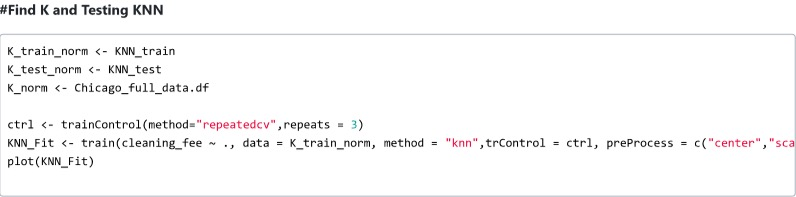 #Find K and Testing KNN
K_train_norm <- KNN_train
K_test_norm <- KNN_test
K_norm <- Chicago_full_data.df
ctrl <- trainControl(method="repeatedcv",repeats = 3)
KNN_Fit <- train(cleaning_fee ~ ., data = K_train_norm, method = "knn",trControl = ctrl, preProcess = c("center","sca
plot(KNN_Fit)